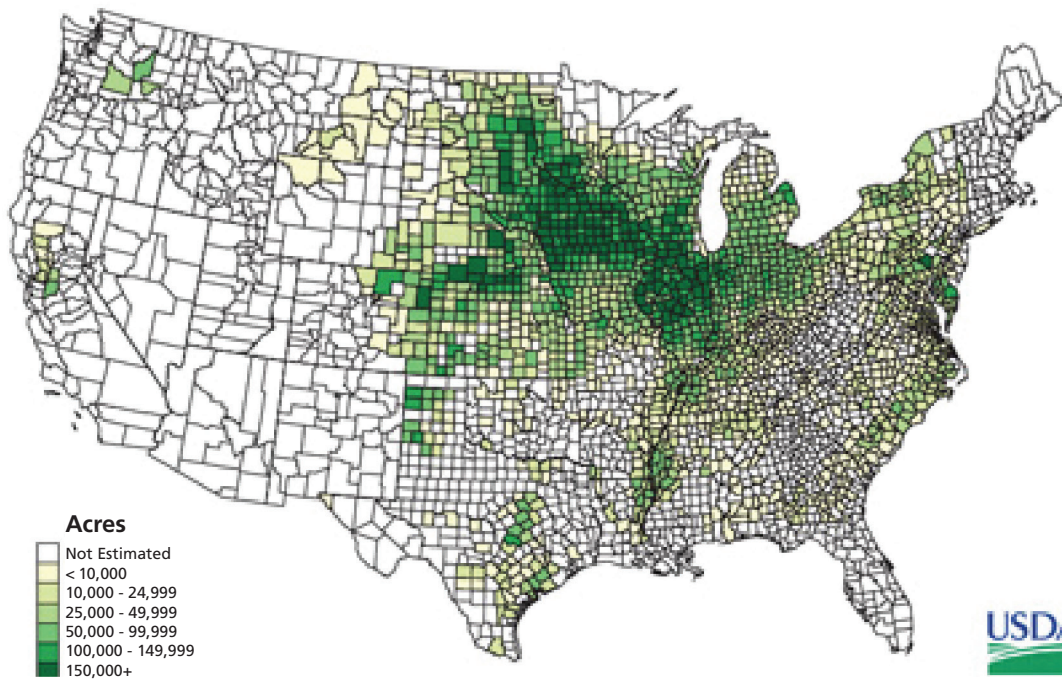 Acres
Not Estimated
< 10,000
10,000 - 24,999
25,000 - 49,999
50,000 - 99,999
100,000 - 149,999
150,000+
USDA